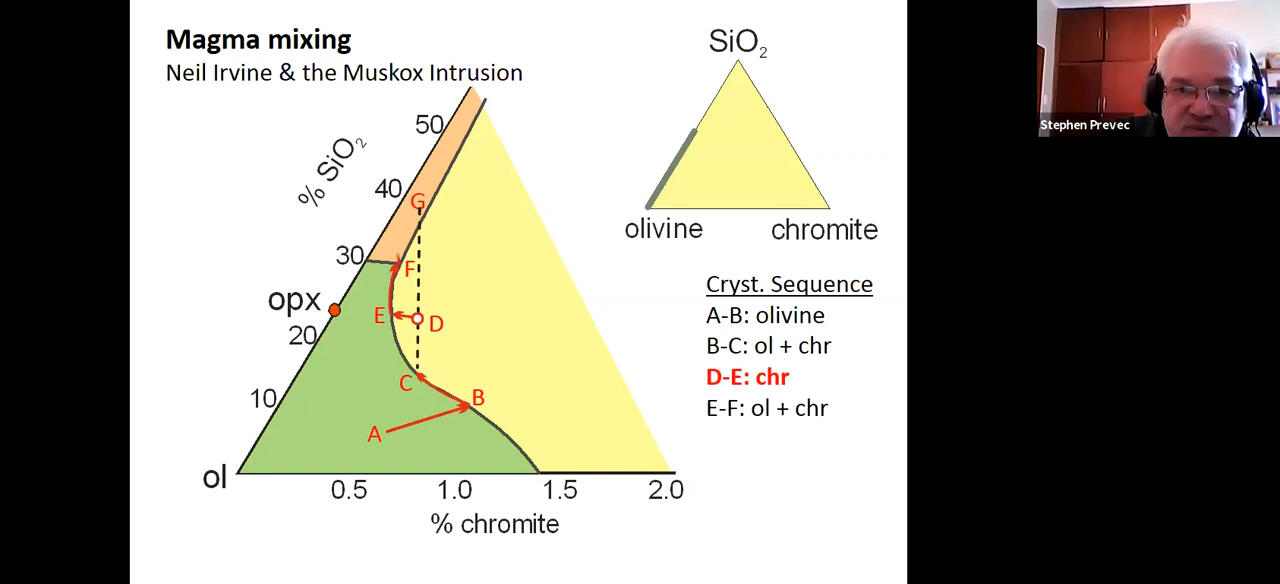 Magma mixing
Neil Irvine & the Muskox Intrusion
SiO₂
Stephen Prevec
50
% SiO₂
40
G
olivine
chromite
30
F
Cryst. Sequence
opx
E
D
A-B: olivine
20
B-C: ol + chr
C
D-E: chr
10
B
E-F: ol + chr
A
ol
0.5
1.0
1.5
2.0
% chromite